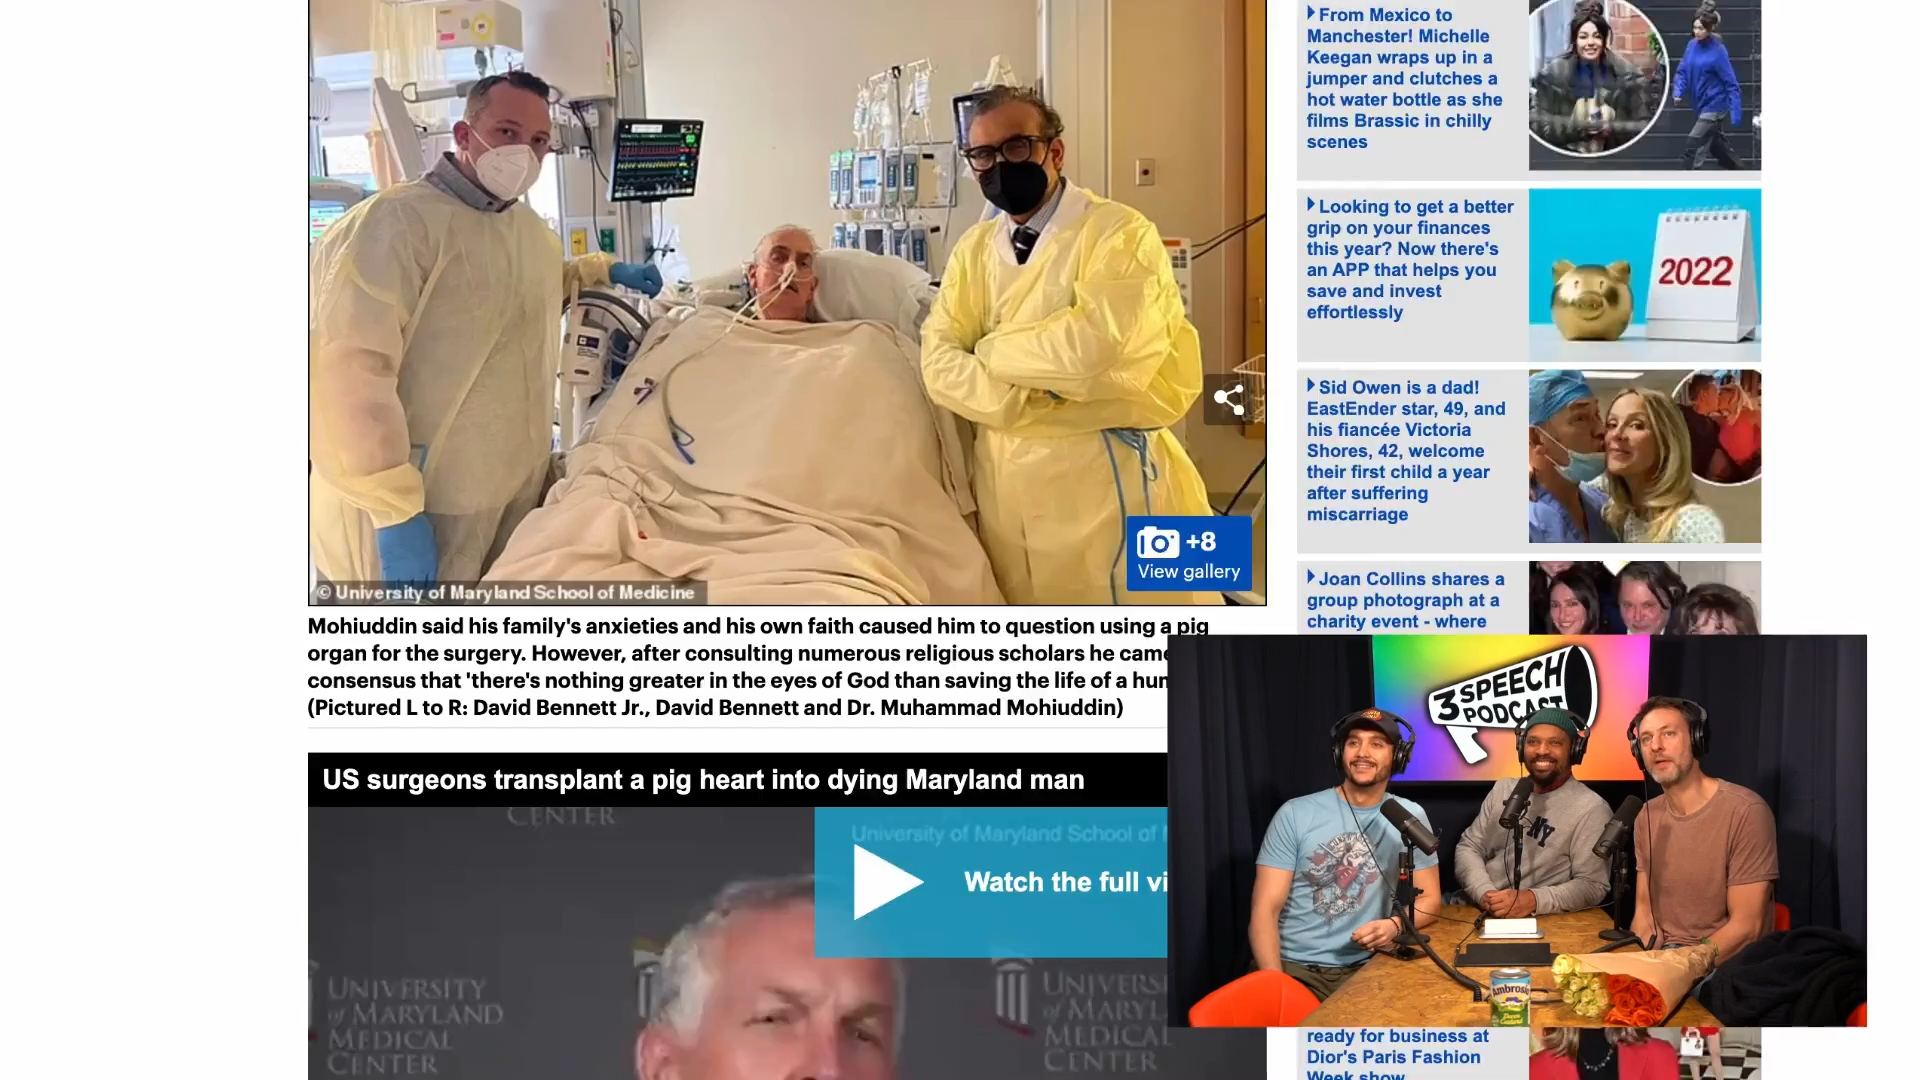 © University of Maryland School of Medicine
+8
View gallery
Mohiuddin said his family's anxieties and his own faith caused him to question using a pig
organ for the surgery. However, after consulting numerous religious scholars he came
consensus that 'there's nothing greater in the eyes of God than saving the life of a
(Pictured L to R: David Bennett Jr., David Bennett and Dr. Muhammad Mohiuddin)
US surgeons transplant a pig heart into dying Maryland man
CENTER
University of Maryland School of
Watch the full
UNIVERSITY
of MARYLAND
MEDICAL
CENTER
of
MEDICAL
CENTER
From Mexico to
Manchester! Michelle
Keegan wraps up in a
jumper and clutches a
hot water bottle as she
films Brassic in chilly
scenes
Looking to get a better
grip on your finances
this year? Now there's
an APP that helps you
save and invest
effortlessly
2022
Sid Owen is a dad!
EastEnder star, 49, and
his fiancée Victoria
Shores, 42, welcome
their first child a year
after suffering
miscarriage
Joan Collins shares a
group photograph at a
charity event - where
3 SPEECH
PODCAST
NY
Ambrosia
ready for business at
Dior's Paris Fashion
Week show